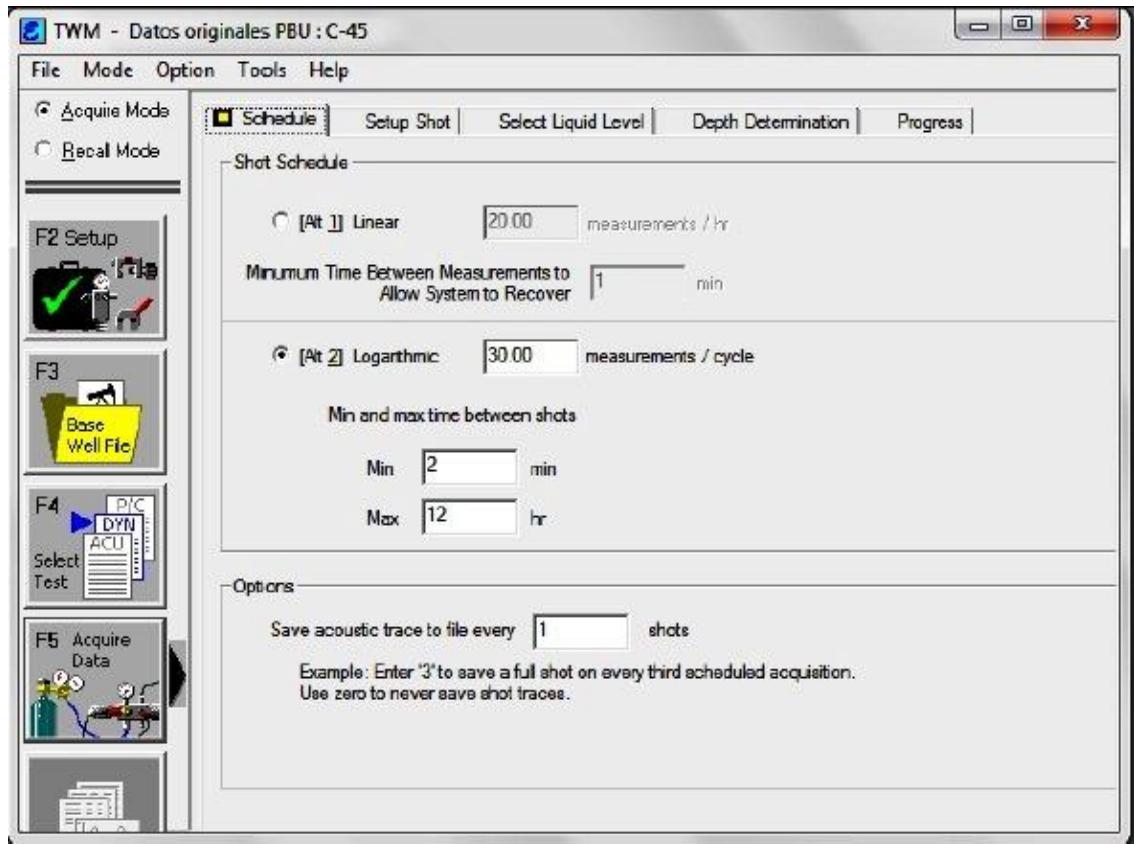 TWM - Datos originales PBU : C-45
File Mode Option Tools Help
Acquire Mode
Recall Mode
F2 Setup
F3
Base
Well File
F4
P/C
DYN
ACU
Select
Test
F5 Acquire
Data
Schedule Setup Shot Select Liquid Level Depth Determination Progress
Shot Schedule
[Alt 1] Linear 20.00 measurements / hr
Minumum Time Between Measurements to
Allow System to Recover 1 min
[Alt 2] Logarithmic 30.00 measurements / cycle
Min and max time between shots
Min 2 min
Max 12 hr
Options
Save acoustic trace to file every 1 shots
Example: Enter '3' to save a full shot on every third scheduled acquisition.
Use zero to never save shot traces.